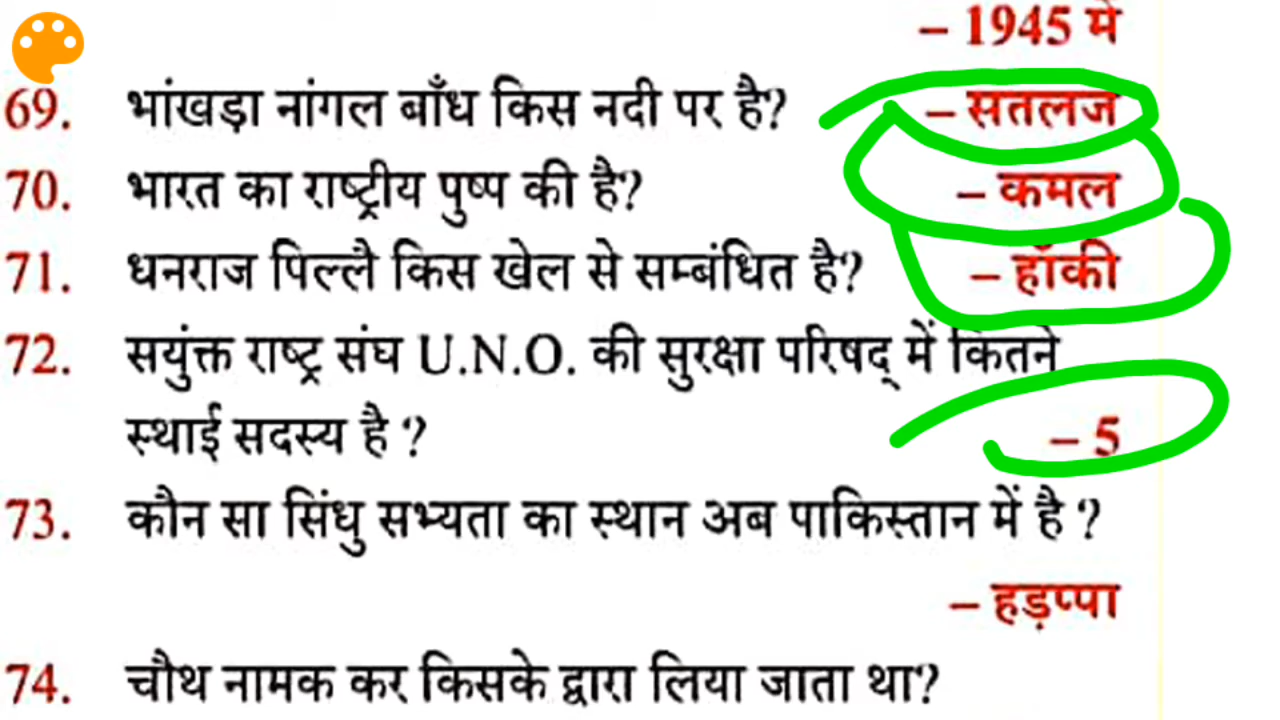 – 1945 में
69. भांखड़ा नांगल बाँध किस नदी पर है? – सतलज
70. भारत का राष्ट्रीय पुष्प की है? – कमल
71. धनराज पिल्लै किस खेल से सम्बंधित है? – हॉकी
72. सयुंक्त राष्ट्र संघ U.N.O. की सुरक्षा परिषद् में कितने
स्थाई सदस्य है ? – 5
73. कौन सा सिंधु सभ्यता का स्थान अब पाकिस्तान में है ?
– हड़प्पा
74. चौथ नामक कर किसके द्वारा लिया जाता था?